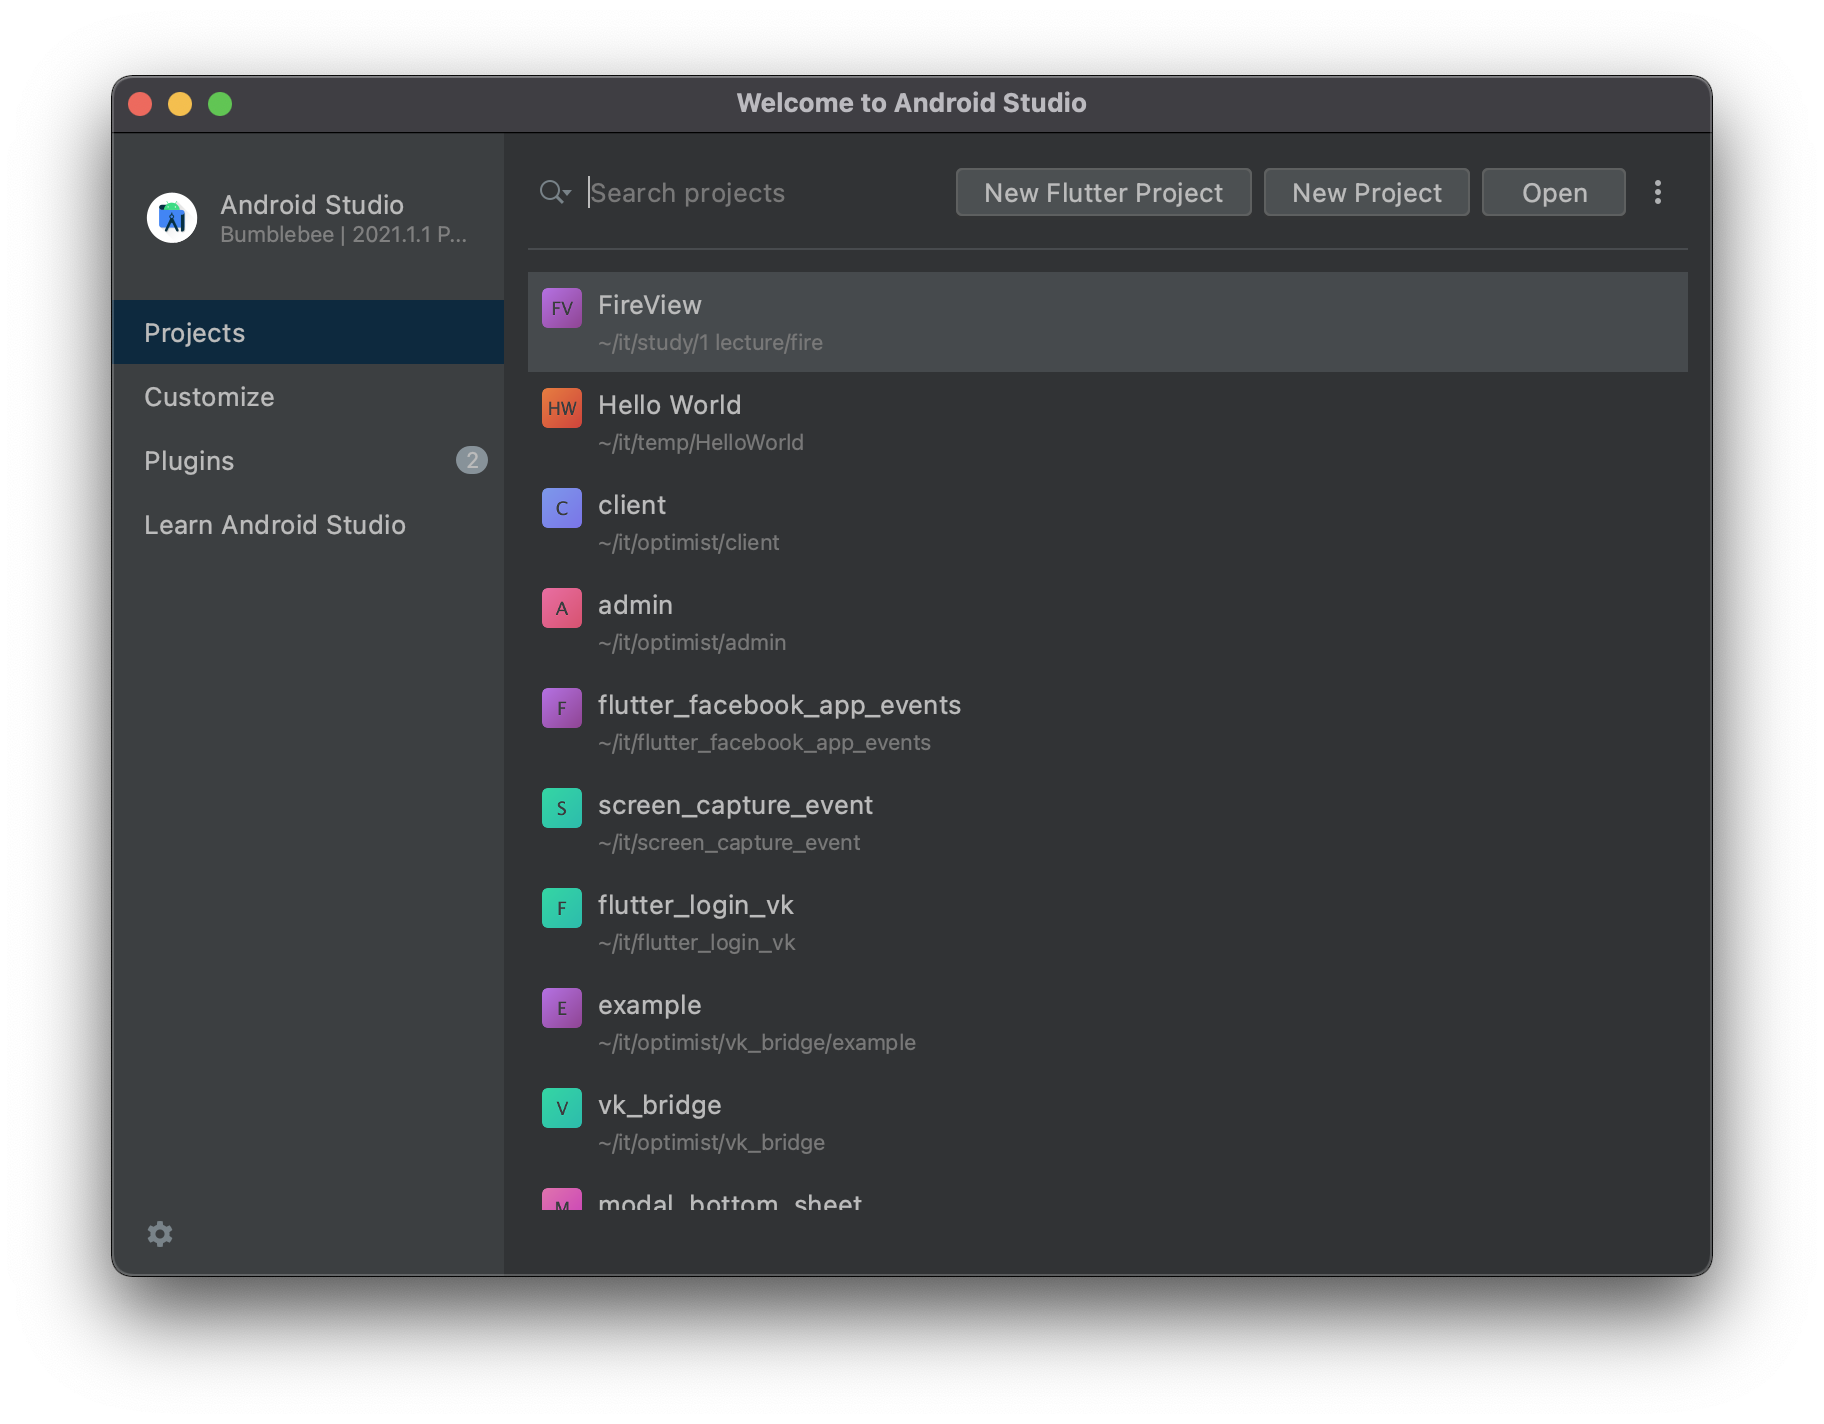 Welcome to Android Studio
Android Studio
Bumblebee | 2021.1.1 P...
Projects
Customize
Plugins
2
Learn Android Studio
Search projects
New Flutter Project
New Project
Open
FV
FireView
~/it/study/1 lecture/fire
HW
Hello World
~/it/temp/HelloWorld
C
client
~/it/optimist/client
A
admin
~/it/optimist/admin
F
flutter_facebook_app_events
~/it/flutter_facebook_app_events
S
screen_capture_event
~/it/screen_capture_event
F
flutter_login_vk
~/it/flutter_login_vk
E
example
~/it/optimist/vk_bridge/example
V
vk_bridge
~/it/optimist/vk_bridge
M
modal_bottom_sheet